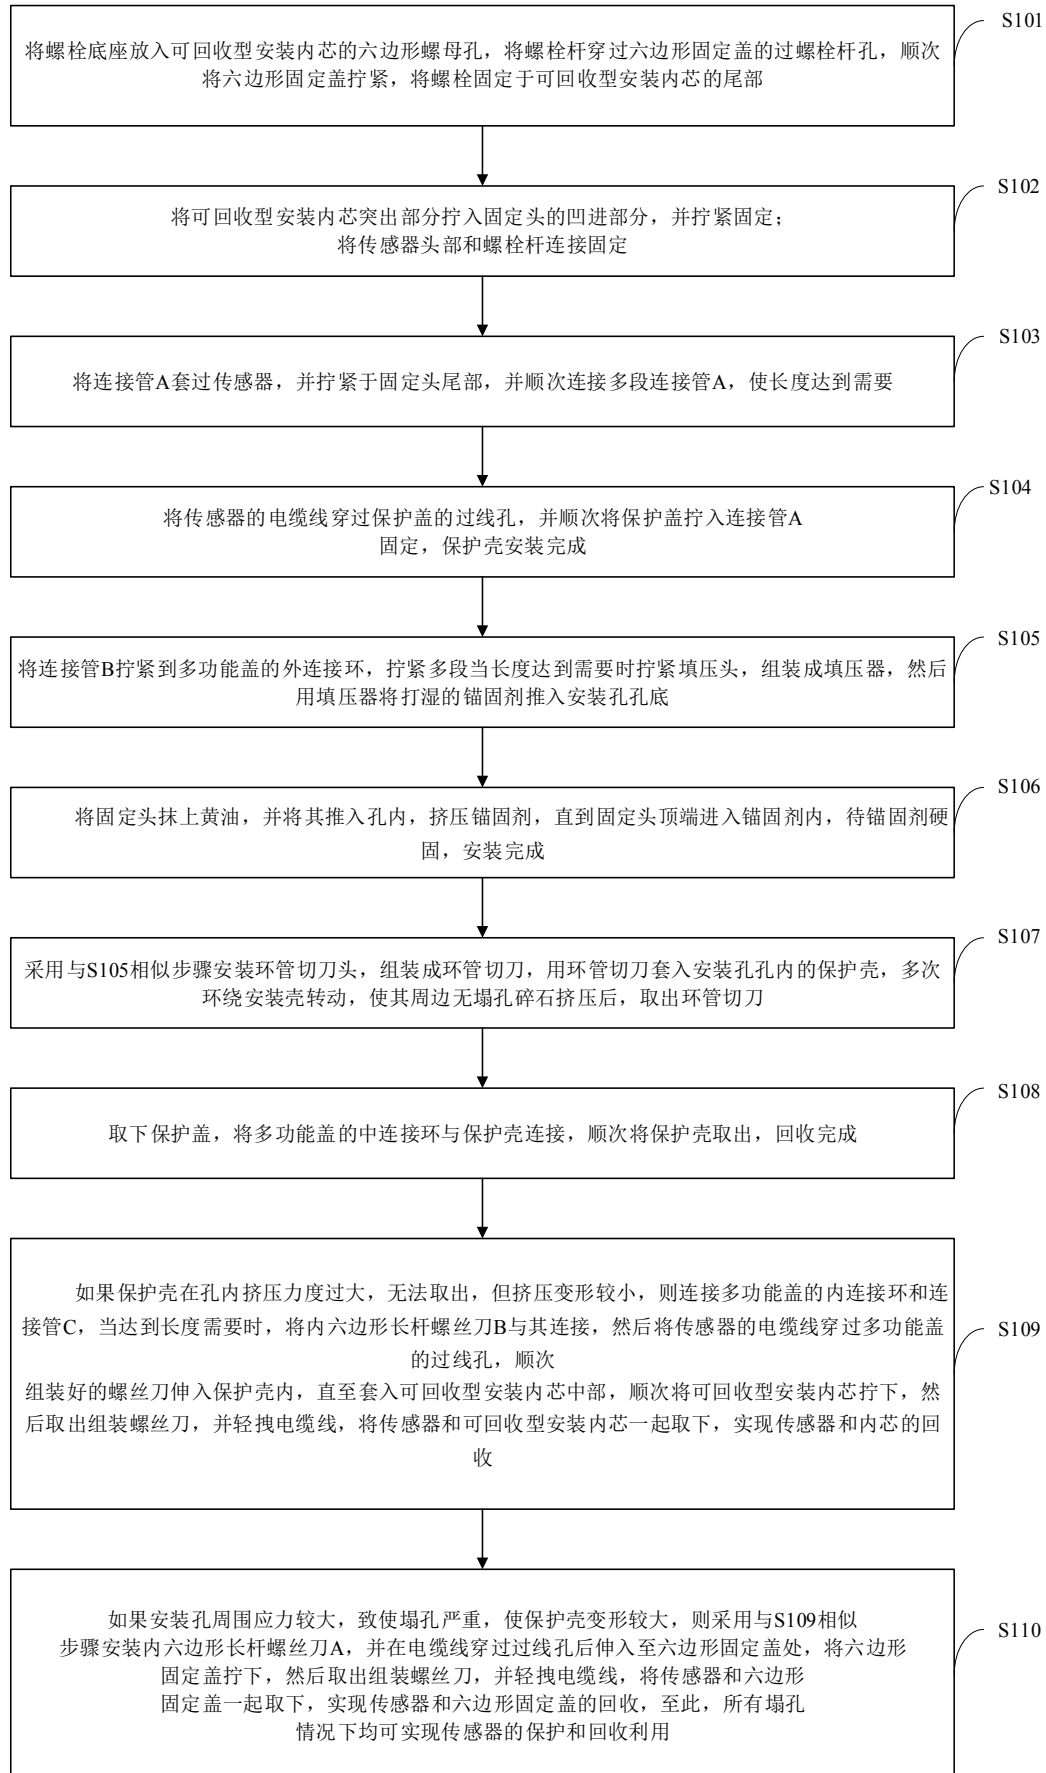 S101
将螺栓底座放入可回收型安装内芯的六边形螺母孔，将螺栓杆穿过六边形固定盖的过螺栓杆孔，顺次
将六边形固定盖拧紧，将螺栓固定于可回收型安装内芯的尾部
S102
将可回收型安装内芯突出部分拧入固定头的凹进部分，并拧紧固定；
将传感器头部和螺栓杆连接固定
S103
将连接管A套过传感器，并拧紧于固定头尾部，并顺次连接多段连接管A，使长度达到需要
S104
将传感器的电缆线穿过保护盖的过线孔，并顺次将保护盖拧入连接管A
固定，保护壳安装完成
S105
将连接管B拧紧到多功能盖的外连接环，拧紧多段当长度达到需要时拧紧填压头，组装成填压器，然后
用填压器将打湿的锚固剂推入安装孔孔底
S106
将固定头抹上黄油，并将其推入孔内，挤压锚固剂，直到固定头顶端进入锚固剂内，待锚固剂硬
固，安装完成
S107
采用与S105相似步骤安装环管切刀头，组装成环管切刀，用环管切刀套入安装孔孔内的保护壳，多次
环绕安装壳转动，使其周边无塌孔碎石挤压后，取出环管切刀
S108
取下保护盖，将多功能盖的中连接环与保护壳连接，顺次将保护壳取出，回收完成
S109
如果保护壳在孔内挤压力度过大，无法取出，但挤压变形较小，则连接多功能盖的内连接环和连
接管C，当达到长度需要时，将内六边形长杆螺丝刀B与其连接，然后将传感器的电缆线穿过多功能盖
的过线孔，顺次
组装好的螺丝刀伸入保护壳内，直至套入可回收型安装内芯中部，顺次将可回收型安装内芯拧下，然
后取出组装螺丝刀，并轻拽电缆线，将传感器和可回收型安装内芯一起取下，实现传感器和内芯的回
收
S110
如果安装孔周围应力较大，致使塌孔严重，使保护壳变形较大，则采用与S109相似
步骤安装内六边形长杆螺丝刀A，并在电缆线穿过过线孔后伸入至六边形固定盖处，将六边形
固定盖拧下，然后取出组装螺丝刀，并轻拽电缆线，将传感器和六边形
固定盖一起取下，实现传感器和六边形固定盖的回收，至此，所有塌孔
情况下均可实现传感器的保护和回收利用